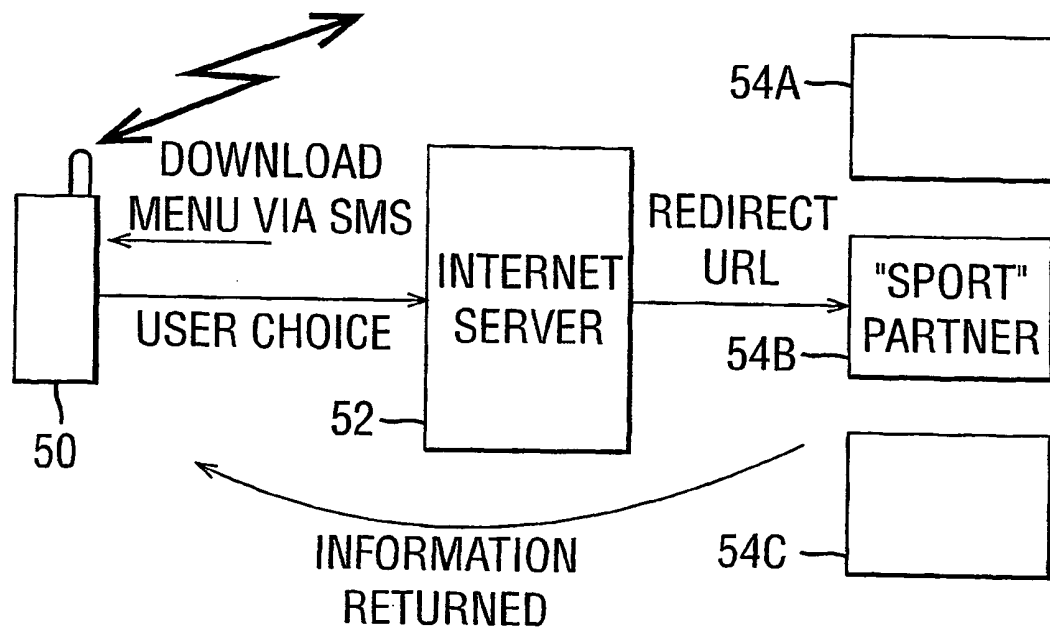 54A
DOWNLOAD
MENU VIA SMS
USER CHOICE
50
INTERNET
SERVER
52
REDIRECT
URL
"SPORT"
PARTNER
54B
54C
INFORMATION
RETURNED